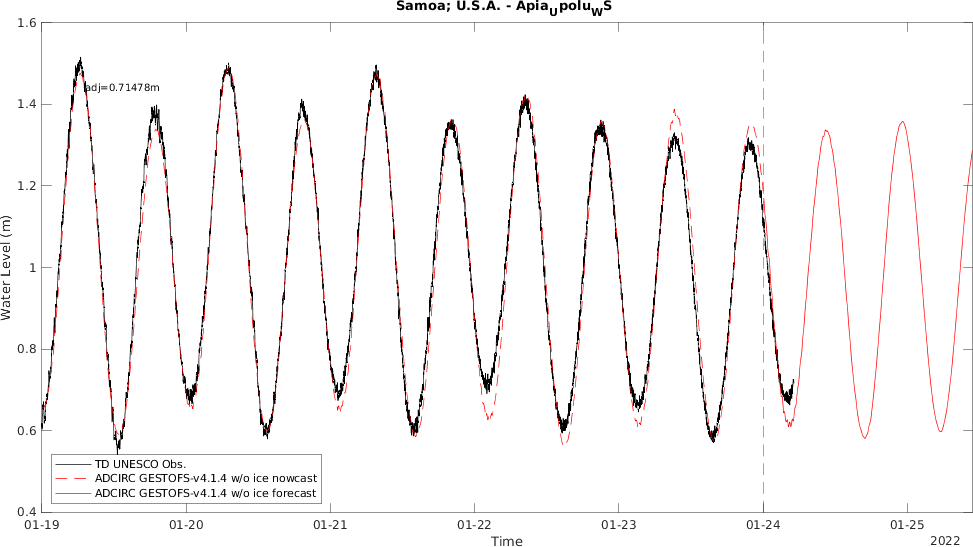 Samoa; U.S.A. - ApiaUpoluWS
1.6
adj=0.71478m
1.4
1.2
1
0.8
0.6
0.4
Water Level (m)
TD UNESCO Obs.
ADCIRC GESTOFS-v4.1.4 w/o ice nowcast
ADCIRC GESTOFS-v4.1.4 w/o ice forecast
01-19 01-20 01-21 01-22 01-23 01-24 01-25
Time
2022